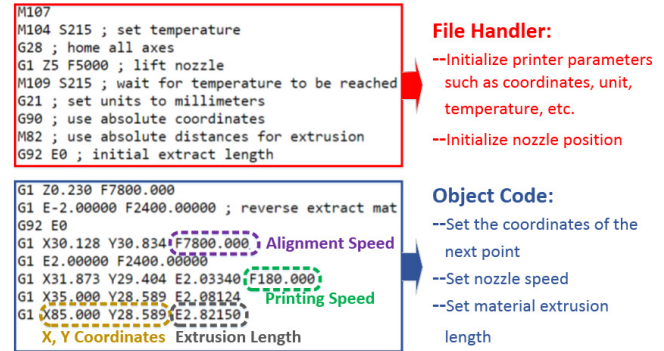 M107
M104 S215 ; set temperature
G28 ; home all axes
G1 Z5 F5000 ; lift nozzle
M109 S215 ; wait for temperature to be reached
G21 ; set units to millimeters
G90 ; use absolute coordinates
M82 ; use absolute distances for extrusion
G92 E0 ; initial extract length
File Handler:
--Initialize printer parameters
such as coordinates, unit,
temperature, etc.
--Initialize nozzle position
G1 Z0.230 F7800.000
G1 E-2.00000 F2400.00000 ; reverse extract mat
G92 E0
G1 X30.128 Y30.834 F7800.000 Alignment Speed
G1 E2.00000 F2400.00000
G1 X31.873 Y29.404 E2.03340 F180.000
G1 X35.000 Y28.589 E2.08124 Printing Speed
G1 X85.000 Y28.589 E2.82150
X, Y Coordinates Extrusion Length
Object Code:
--Set the coordinates of the
next point
--Set nozzle speed
--Set material extrusion
length